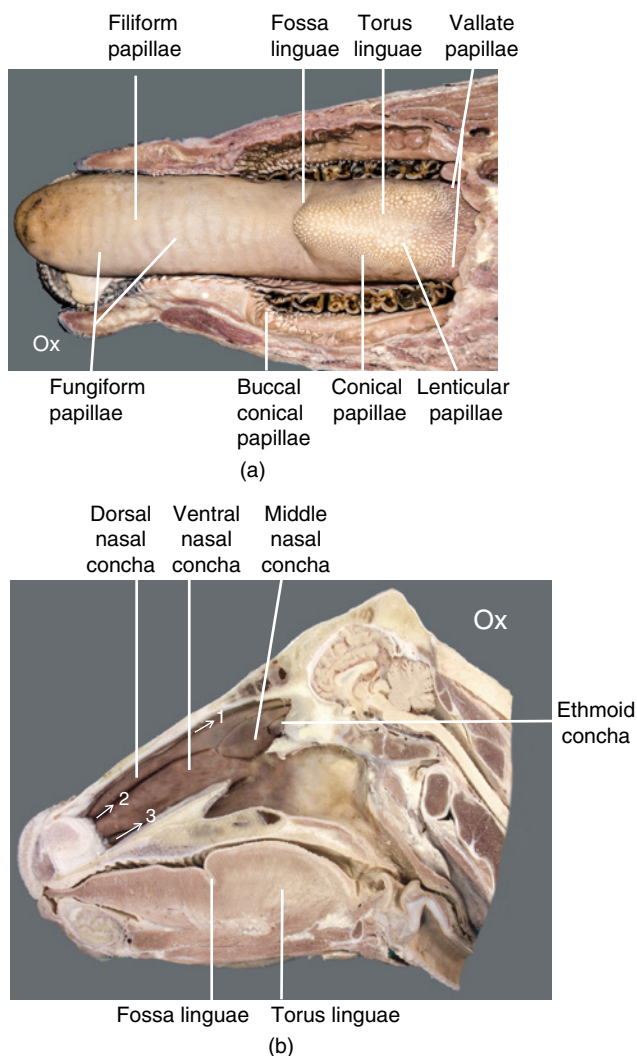 Filiform papillae
Fossa linguae
Torus linguae
Vallate papillae
Ox
Fungiform papillae
Buccal conical papillae
Conical papillae
Lenticular papillae
(a)
Dorsal nasal concha
Ventral nasal concha
Middle nasal concha
Ox
1
Ethmoid concha
2
3
Fossa linguae
Torus linguae
(b)